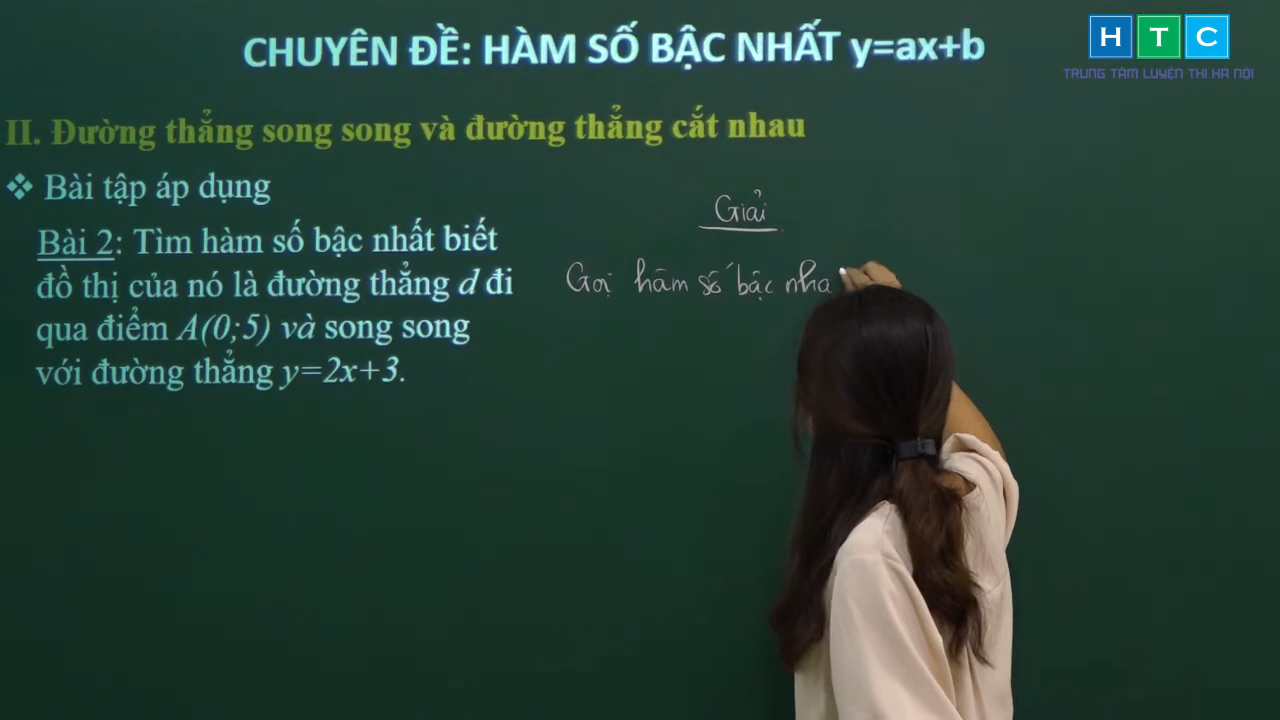 CHUYÊN ĐỀ: HÀM SỐ BẬC NHẤT y=ax+b
HTC
TRUNG TÂM LUYỆN THI HÀ NỘI
II. Đường thẳng song song và đường thẳng cắt nhau
❖ Bài tập áp dụng
Bài 2: Tìm hàm số bậc nhất biết
đồ thị của nó là đường thẳng d đi
qua điểm A(0;5) và song song
với đường thẳng y=2x+3.
Giải
Gọi hàm số bậc nha